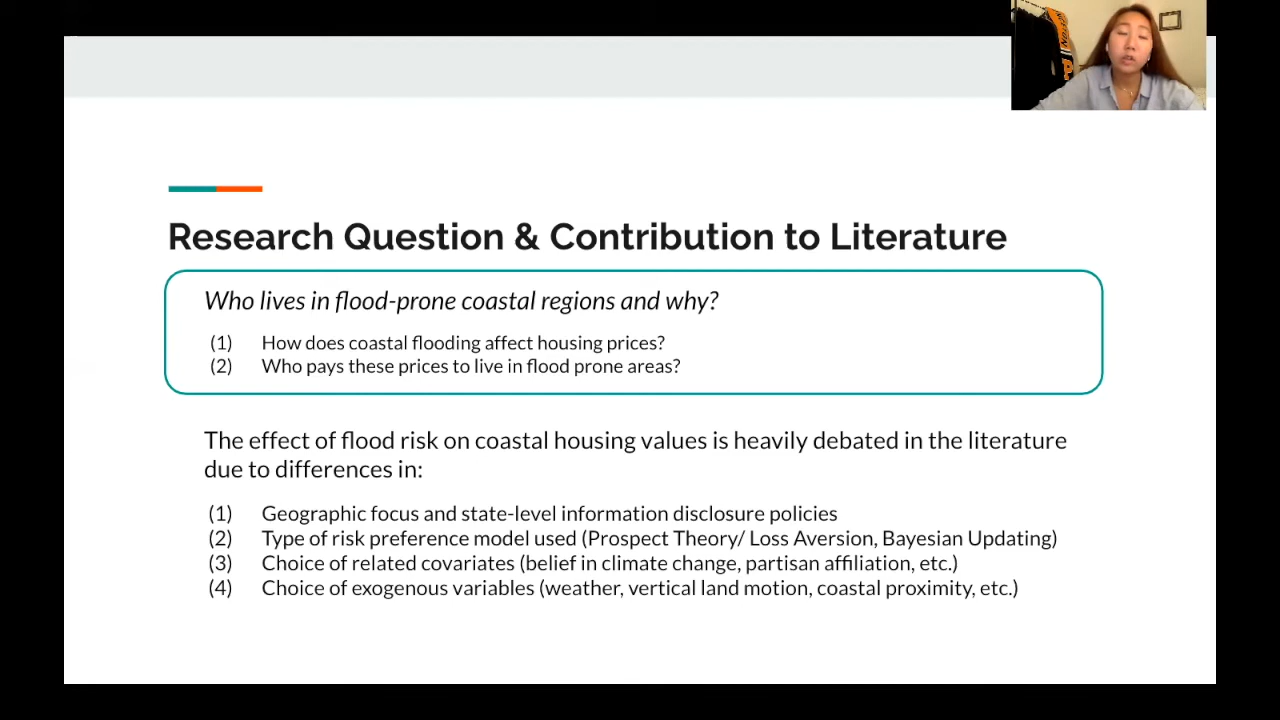 Research Question & Contribution to Literature
Who lives in flood-prone coastal regions and why?
(1) How does coastal flooding affect housing prices?
(2) Who pays these prices to live in flood prone areas?
The effect of flood risk on coastal housing values is heavily debated in the literature
due to differences in:
(1) Geographic focus and state-level information disclosure policies
(2) Type of risk preference model used (Prospect Theory/ Loss Aversion, Bayesian Updating)
(3) Choice of related covariates (belief in climate change, partisan affiliation, etc.)
(4) Choice of exogenous variables (weather, vertical land motion, coastal proximity, etc.)